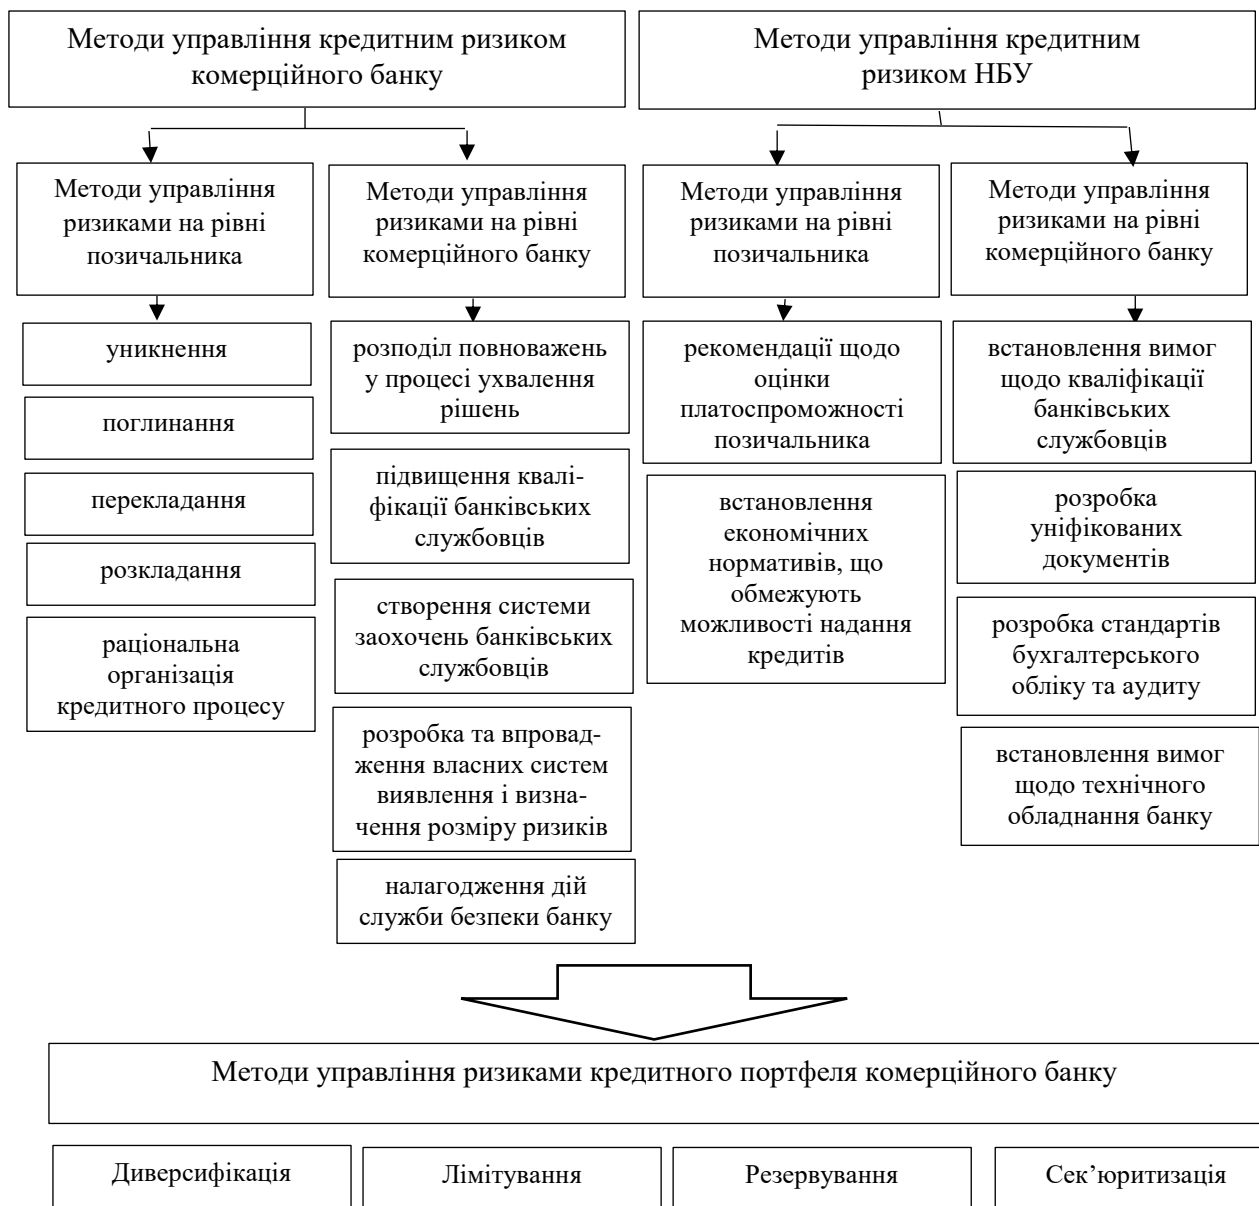 Методи управління кредитним ризиком
комерційного банку
Методи управління кредитним
ризиком НБУ
Методи управління
ризиками на рівні
позичальника
Методи управління
ризиками на рівні
комерційного банку
Методи управління
ризиками на рівні
позичальника
Методи управління
ризиками на рівні
комерційного банку
уникнення
поглинання
перекладання
розкладання
раціональна
організація
кредитного процесу
розподіл повноважень
у процесі ухвалення
рішень
підвищення квалі-
фікації банківських
службовців
створення системи
заохочень банківських
службовців
розробка та впровад-
ження власних систем
виявлення і визна-
чення розміру ризиків
налагодження дій
служби безпеки банку
рекомендації щодо
оцінки
платоспроможності
позичальника
встановлення
економічних
нормативів, що
обмежують
можливості надання
кредитів
встановлення вимог
щодо кваліфікації
банківських
службовців
розробка
уніфікованих
документів
розробка стандартів
бухгалтерського
обліку та аудиту
встановлення вимог
щодо технічного
обладнання банку
Методи управління ризиками кредитного портфеля комерційного банку
Диверсифікація
Лімітування
Резервування
Сек’юритизація